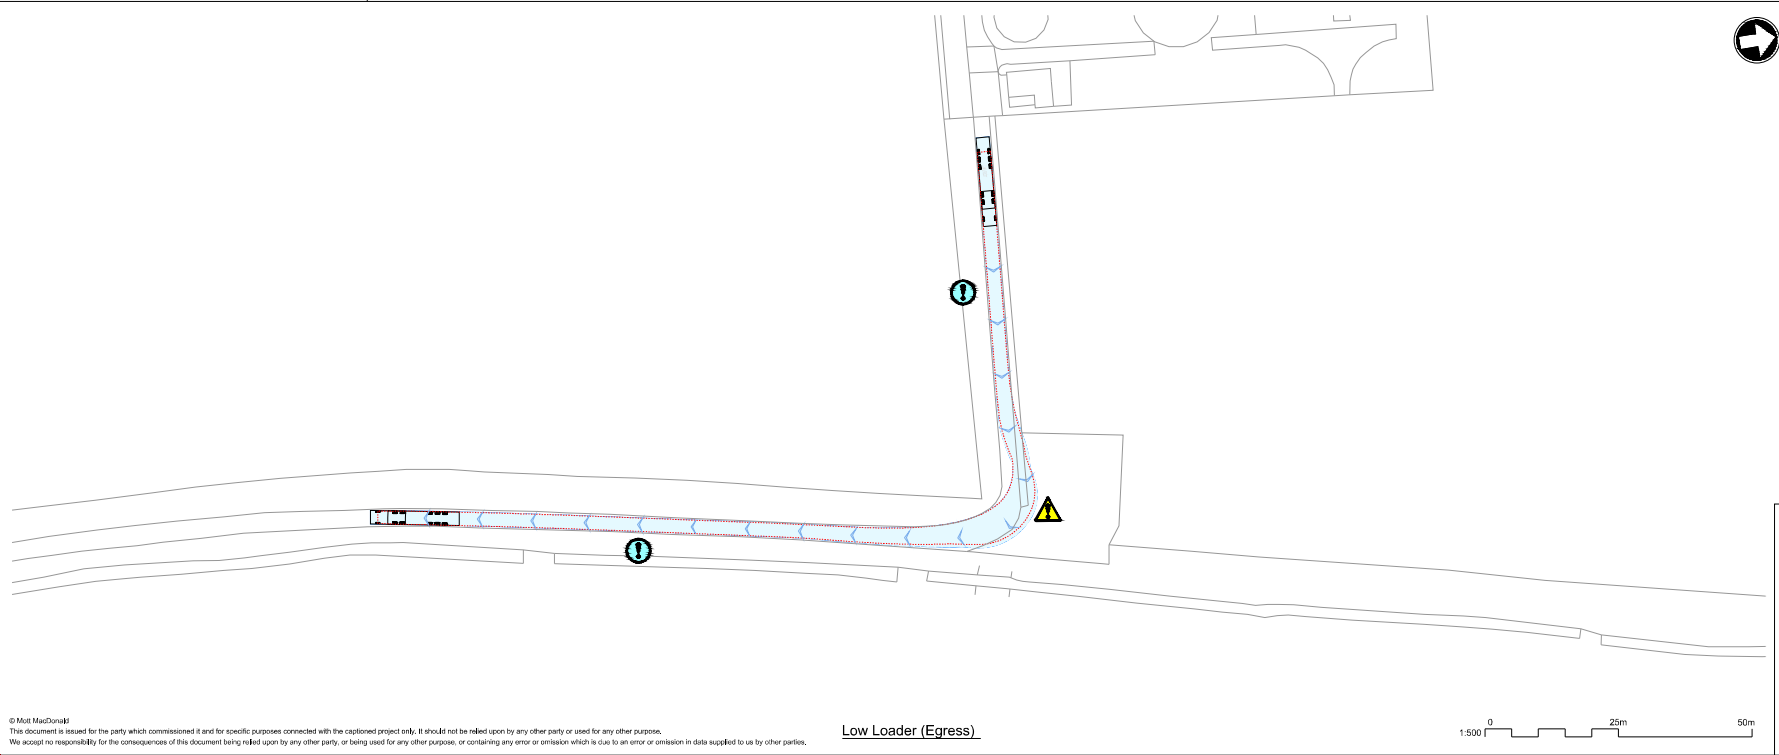 © Mott MacDonald
This document is issued for the party which commissioned it and for specific purposes connected with the captioned project only. It should not be relied upon by any other party or used for any other purpose.
We accept no responsibility for the consequences of this document being relied upon by any other party, or being used for any other purpose, or containing any error or omission which is due to an error or omission in data supplied to us by other parties.
Low Loader (Egress)
0 25m 50m
1:500